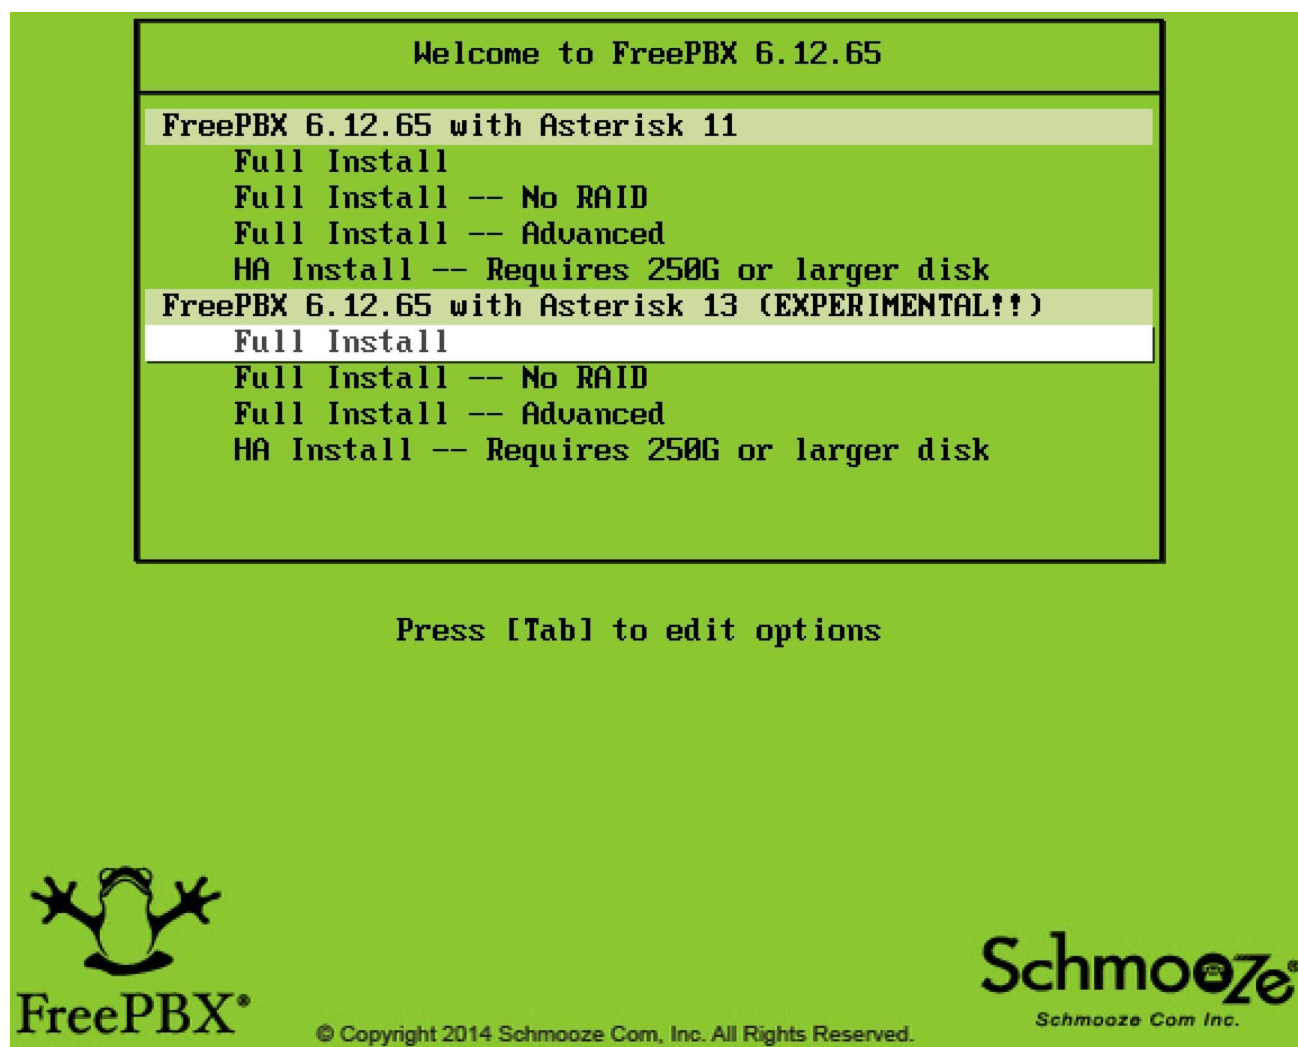 Welcome to FreePBX 6.12.65
FreePBX 6.12.65 with Asterisk 11
Full Install
Full Install -- No RAID
Full Install -- Advanced
HA Install -- Requires 250G or larger disk
FreePBX 6.12.65 with Asterisk 13 (EXPERIMENTAL!!)
Full Install
Full Install -- No RAID
Full Install -- Advanced
HA Install -- Requires 250G or larger disk
Press [Tab] to edit options
FreePBX®
© Copyright 2014 Schmooze Com, Inc. All Rights Reserved.
Schmooze®
Schmooze Com Inc.